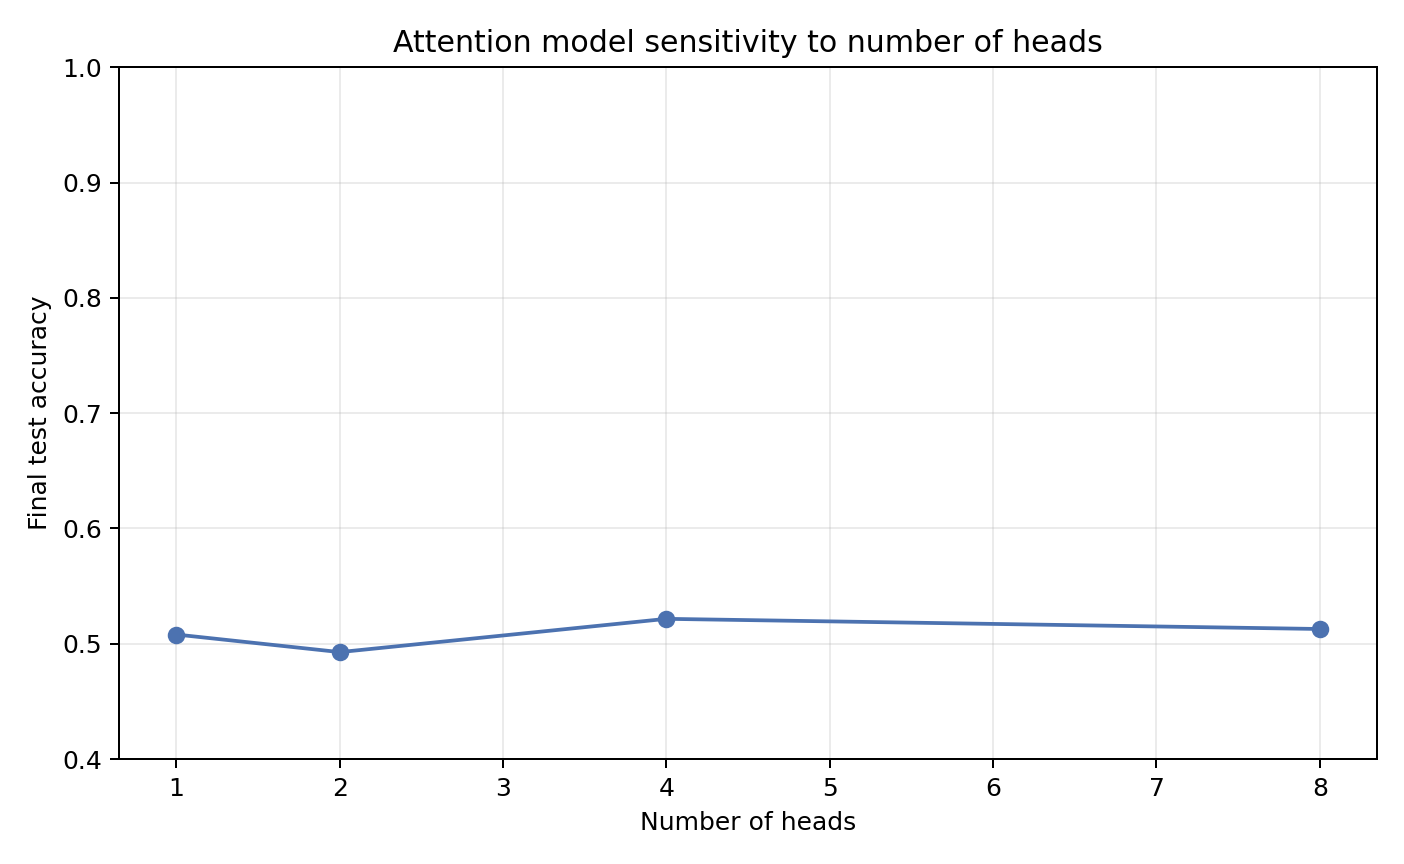 Attention model sensitivity to number of heads
1.0
0.9
0.8
0.7
0.6
0.5
0.4
Final test accuracy
1 2 3 4 5 6 7 8
Number of heads